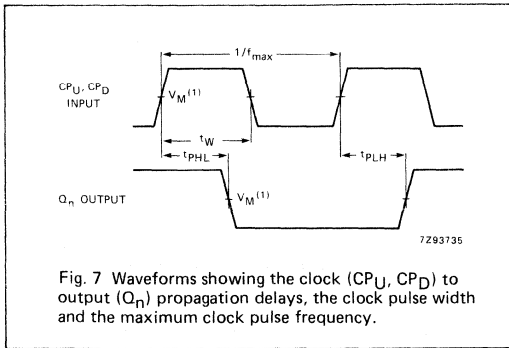 1/fmax
CPU, CPD
INPUT
VM(1)
tW
tPHL
tPLH
Qn OUTPUT
VM(1)
7Z93735
Fig. 7 Waveforms showing the clock (CPU, CPD) to
output (Qn) propagation delays, the clock pulse width
and the maximum clock pulse frequency.